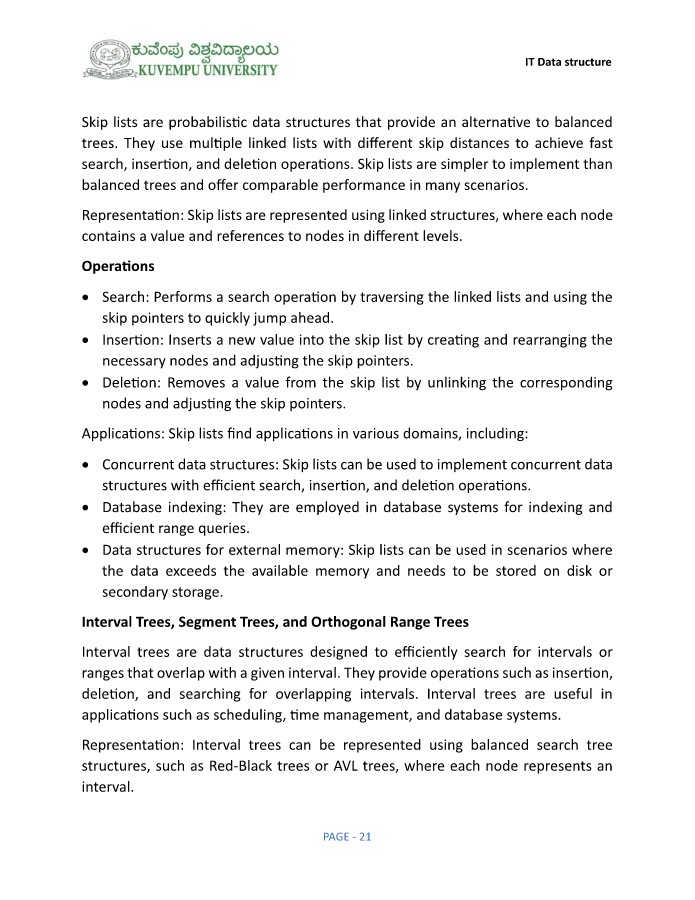 ಕುವೆಂಪು ವಿಶ್ವವಿದ್ಯಾಲಯ
KUVEMPU UNIVERSITY
IT Data structure
Skip lists are probabilistic data structures that provide an alternative to balanced
trees. They use multiple linked lists with different skip distances to achieve fast
search, insertion, and deletion operations. Skip lists are simpler to implement than
balanced trees and offer comparable performance in many scenarios.
Representation: Skip lists are represented using linked structures, where each node
contains a value and references to nodes in different levels.
Operations
• Search: Performs a search operation by traversing the linked lists and using the
skip pointers to quickly jump ahead.
• Insertion: Inserts a new value into the skip list by creating and rearranging the
necessary nodes and adjusting the skip pointers.
• Deletion: Removes a value from the skip list by unlinking the corresponding
nodes and adjusting the skip pointers.
Applications: Skip lists find applications in various domains, including:
• Concurrent data structures: Skip lists can be used to implement concurrent data
structures with efficient search, insertion, and deletion operations.
• Database indexing: They are employed in database systems for indexing and
efficient range queries.
• Data structures for external memory: Skip lists can be used in scenarios where
the data exceeds the available memory and needs to be stored on disk or
secondary storage.
Interval Trees, Segment Trees, and Orthogonal Range Trees
Interval trees are data structures designed to efficiently search for intervals or
ranges that overlap with a given interval. They provide operations such as insertion,
deletion, and searching for overlapping intervals. Interval trees are useful in
applications such as scheduling, time management, and database systems.
Representation: Interval trees can be represented using balanced search tree
structures, such as Red-Black trees or AVL trees, where each node represents an
interval.
PAGE - 21